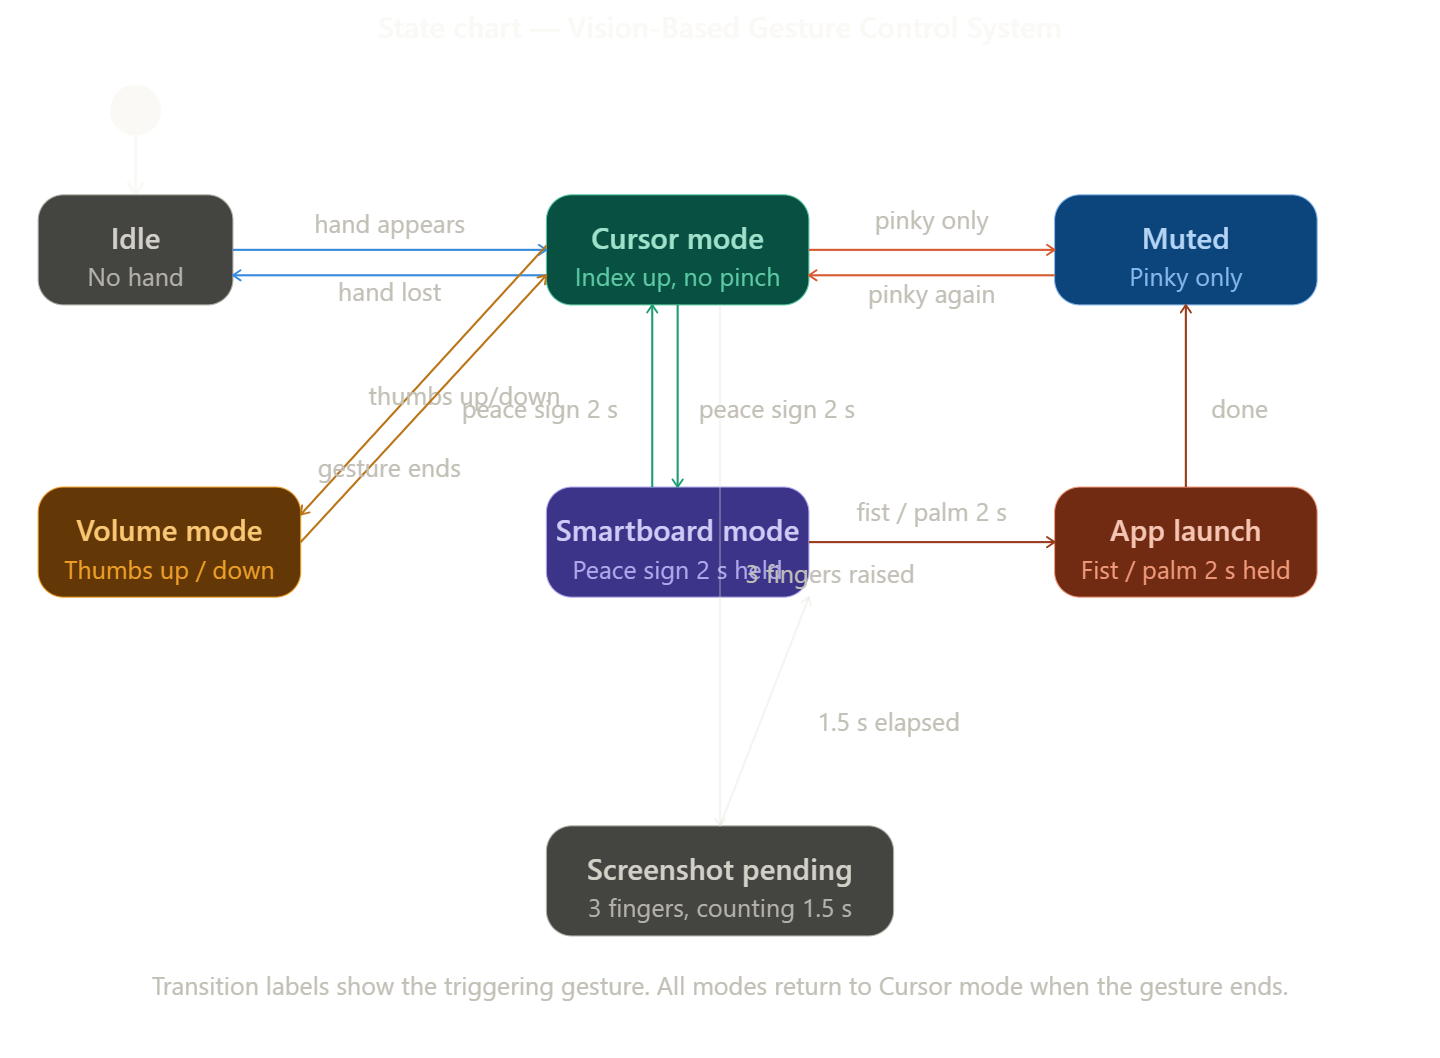 State chart — Vision-Based Gesture Control System
Idle
No hand
hand appears
hand lost
Cursor mode
Index up, no pinch
pinky only
pinky again
Muted
Pinky only
thumbs up/down
peace sign 2 s
peace sign 2 s
done
gesture ends
Volume mode
Thumbs up / down
Smartboard mode
Peace sign 2 s held
fist / palm 2 s
3 fingers raised
App launch
Fist / palm 2 s held
1.5 s elapsed
Screenshot pending
3 fingers, counting 1.5 s
Transition labels show the triggering gesture. All modes return to Cursor mode when the gesture ends.